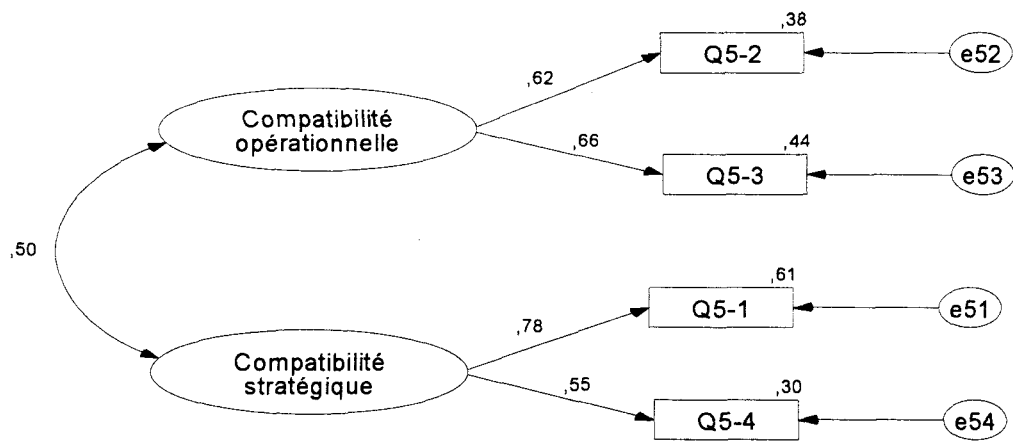 ,38
Q5-2
e52
,62
Compatibilité
opérationnelle
,66
,44
Q5-3
e53
,50
,61
Q5-1
e51
,78
Compatibilité
stratégique
,55
,30
Q5-4
e54